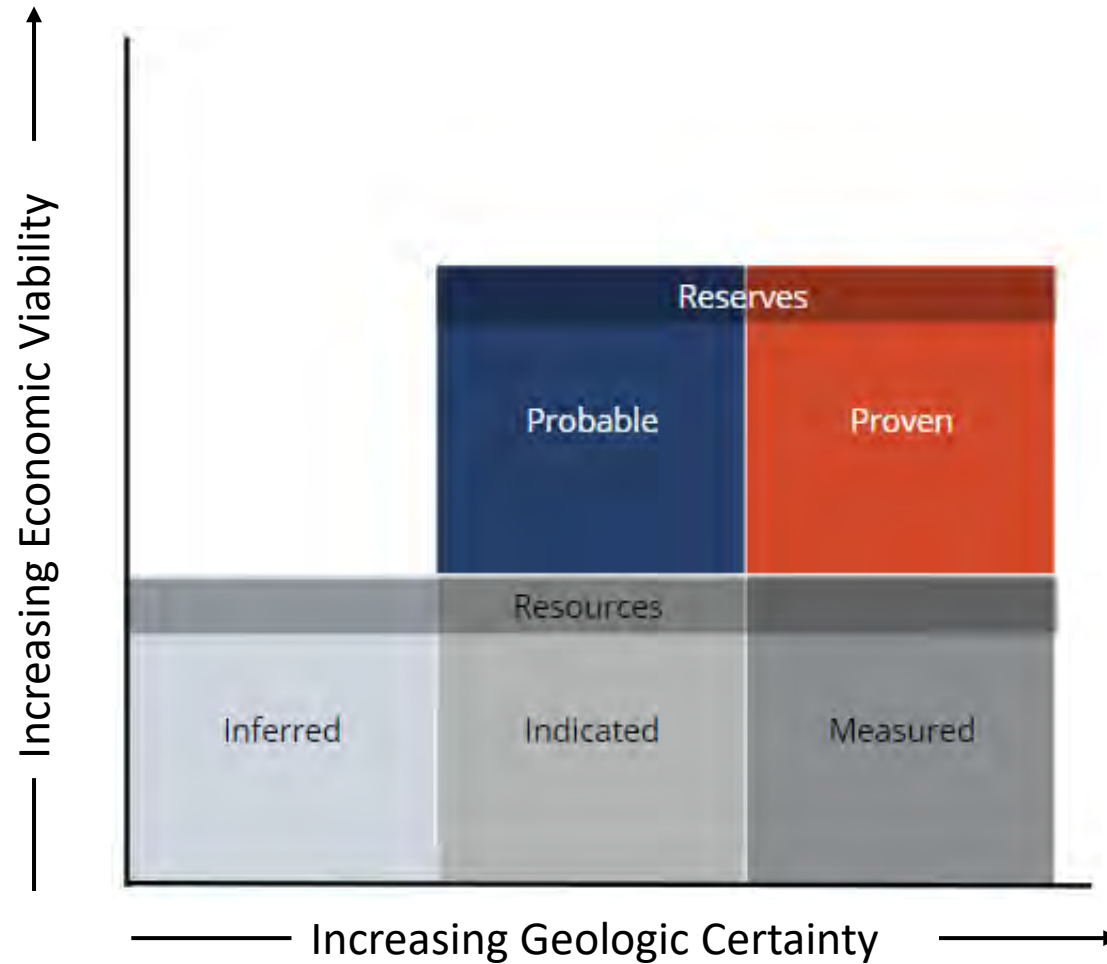 Increasing Economic Viability
Reserves
Probable
Proven
Resources
Inferred
Indicated
Measured
Increasing Geologic Certainty